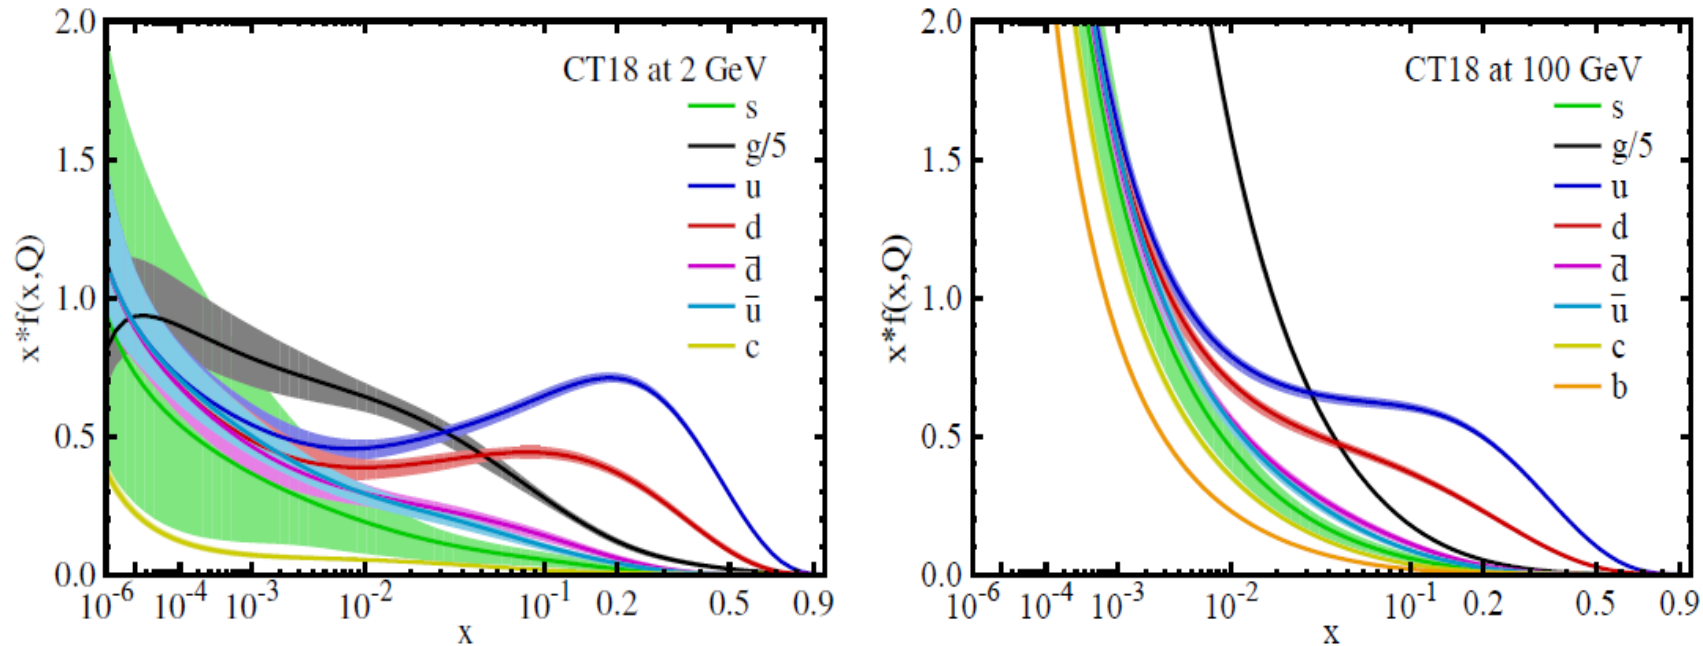 2.0
1.5
1.0
0.5
0.0
x*f(x,Q)
CT18 at 2 GeV
s
g/5
u
d
d̅
u̅
c
10⁻⁶ 10⁻⁴ 10⁻³ 10⁻² 10⁻¹ 0.2 0.5 0.9
x
2.0
1.5
1.0
0.5
0.0
x*f(x,Q)
CT18 at 100 GeV
s
g/5
u
d
d̅
u̅
c
b
10⁻⁶ 10⁻⁴ 10⁻³ 10⁻² 10⁻¹ 0.2 0.5 0.9
x